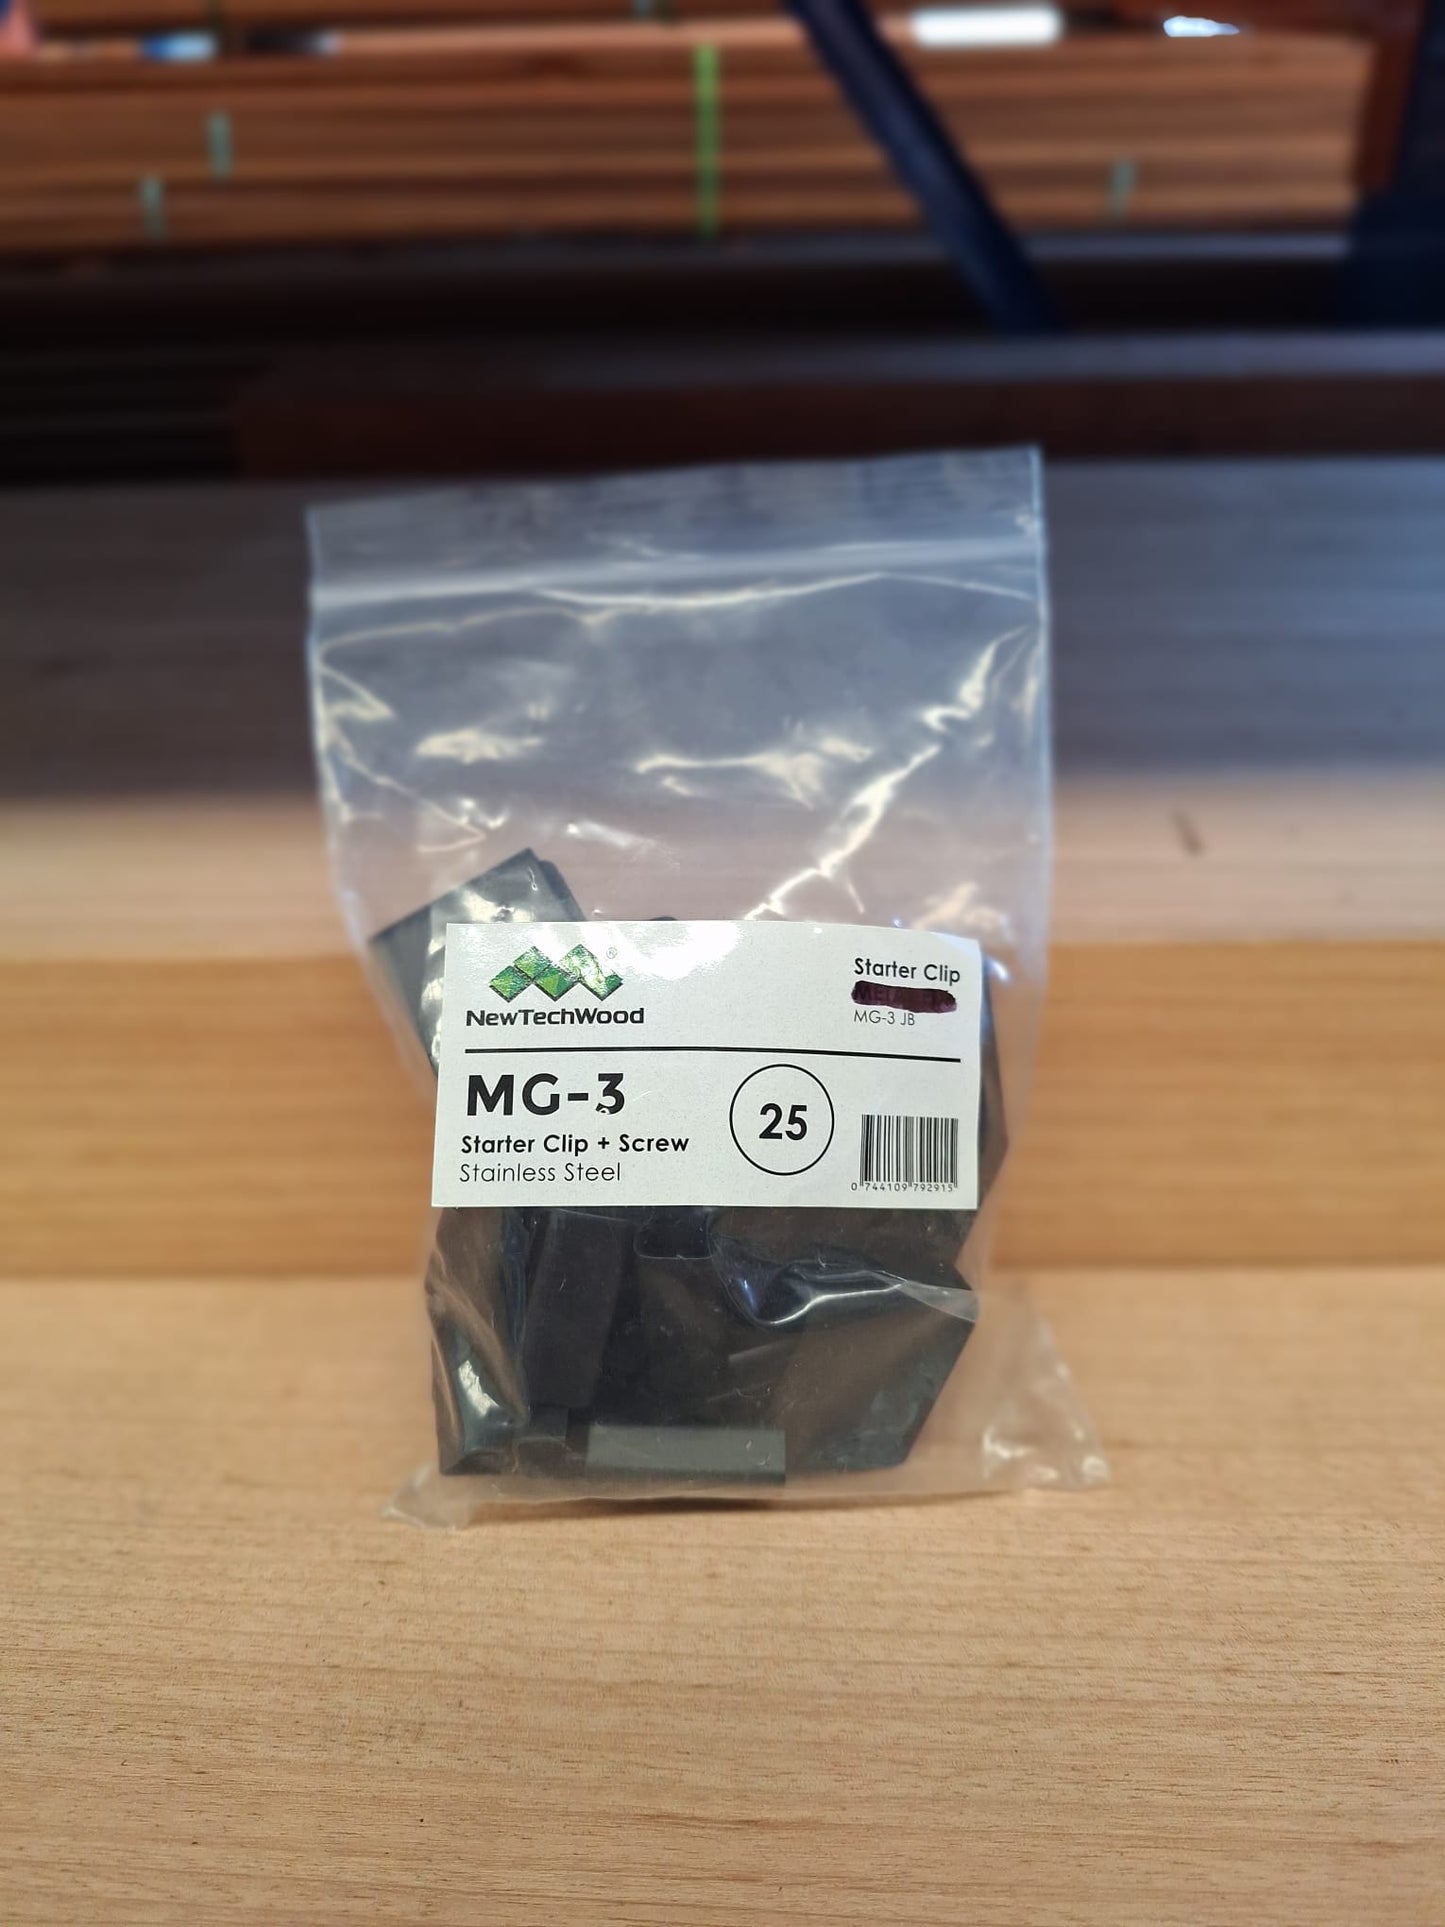 NewTechWood®
Starter Clip
MG-3 JB
MG-3
25
Starter Clip + Screw
Stainless Steel
0 744109 792915